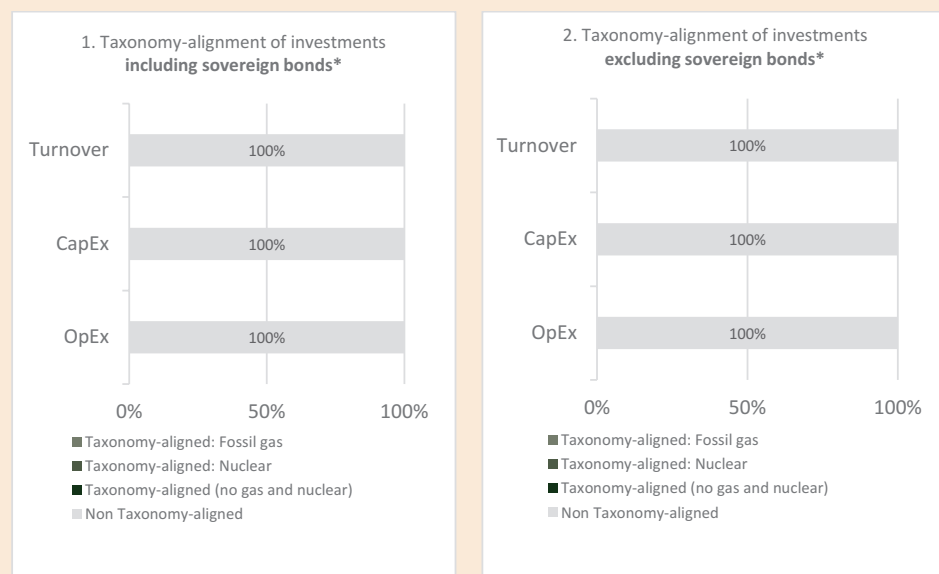 1. Taxonomy-alignment of investments
including sovereign bonds*
Turnover
100%
CapEx
100%
OpEx
100%
0%
50%
100%
Taxonomy-aligned: Fossil gas
Taxonomy-aligned: Nuclear
Taxonomy-aligned (no gas and nuclear)
Non Taxonomy-aligned
2. Taxonomy-alignment of investments
excluding sovereign bonds*
Turnover
100%
CapEx
100%
OpEx
100%
0%
50%
100%
Taxonomy-aligned: Fossil gas
Taxonomy-aligned: Nuclear
Taxonomy-aligned (no gas and nuclear)
Non Taxonomy-aligned